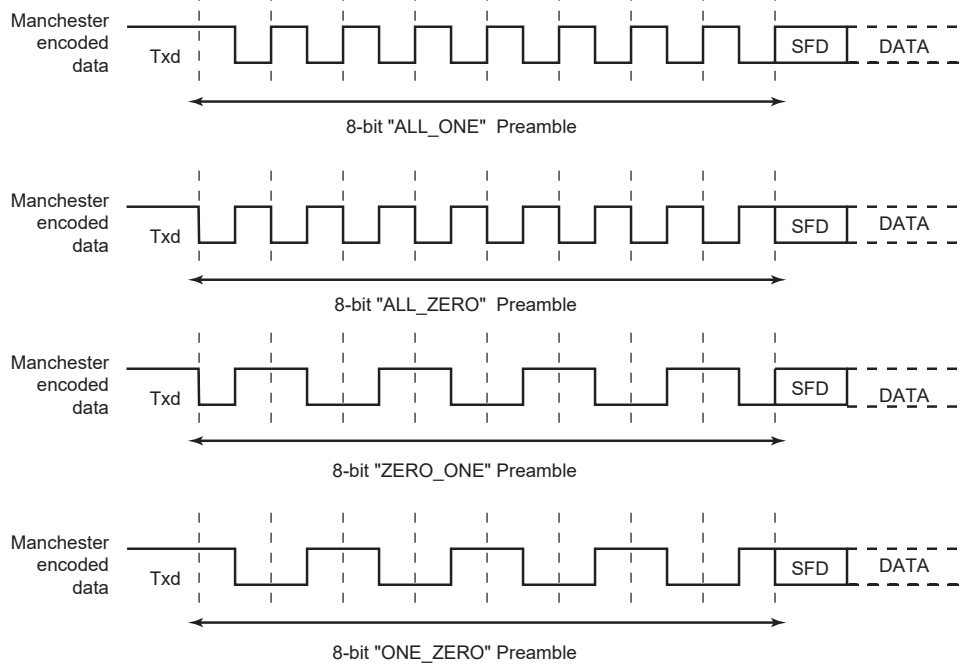 Manchester
encoded
data
Txd
SFD
DATA
8-bit "ALL_ONE" Preamble
Manchester
encoded
data
Txd
SFD
DATA
8-bit "ALL_ZERO" Preamble
Manchester
encoded
data
Txd
SFD
DATA
8-bit "ZERO_ONE" Preamble
Manchester
encoded
data
Txd
SFD
DATA
8-bit "ONE_ZERO" Preamble